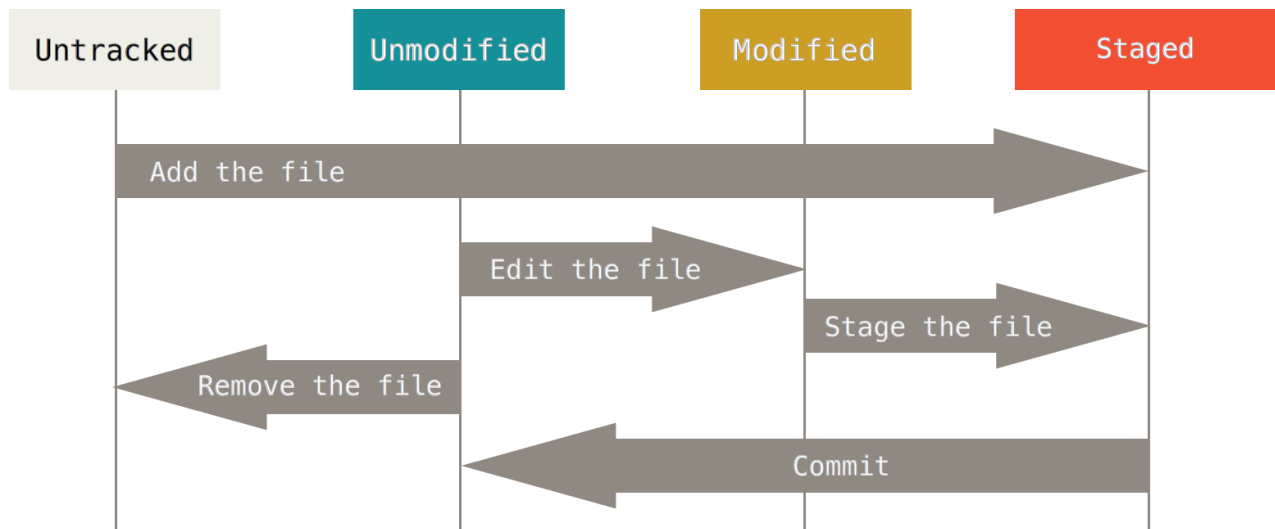 Untracked
Unmodified
Modified
Staged
Add the file
Edit the file
Stage the file
Remove the file
Commit